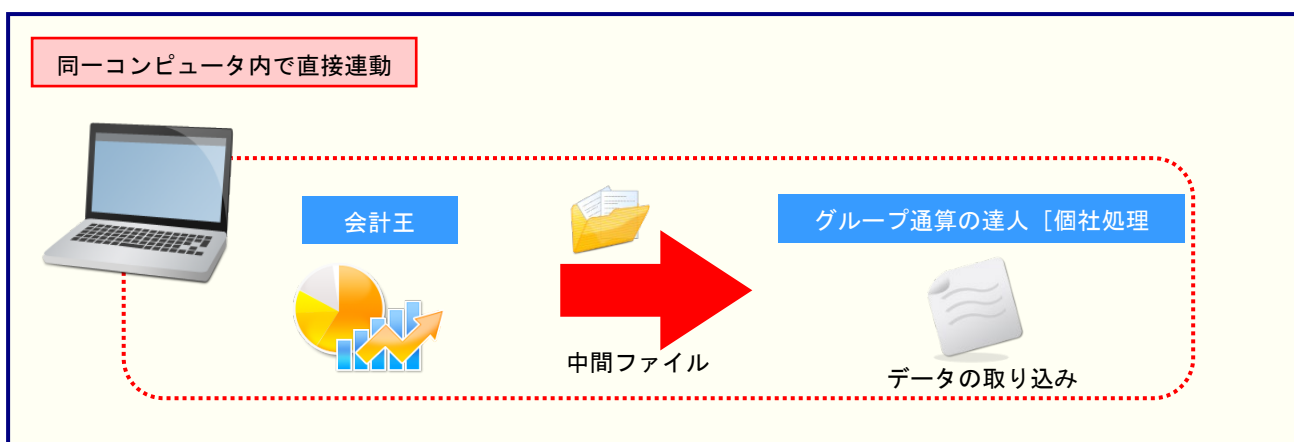 同一コンピュータ内で直接連動
会計王
グループ通算の達人［個社処理
中間ファイル
データの取り込み